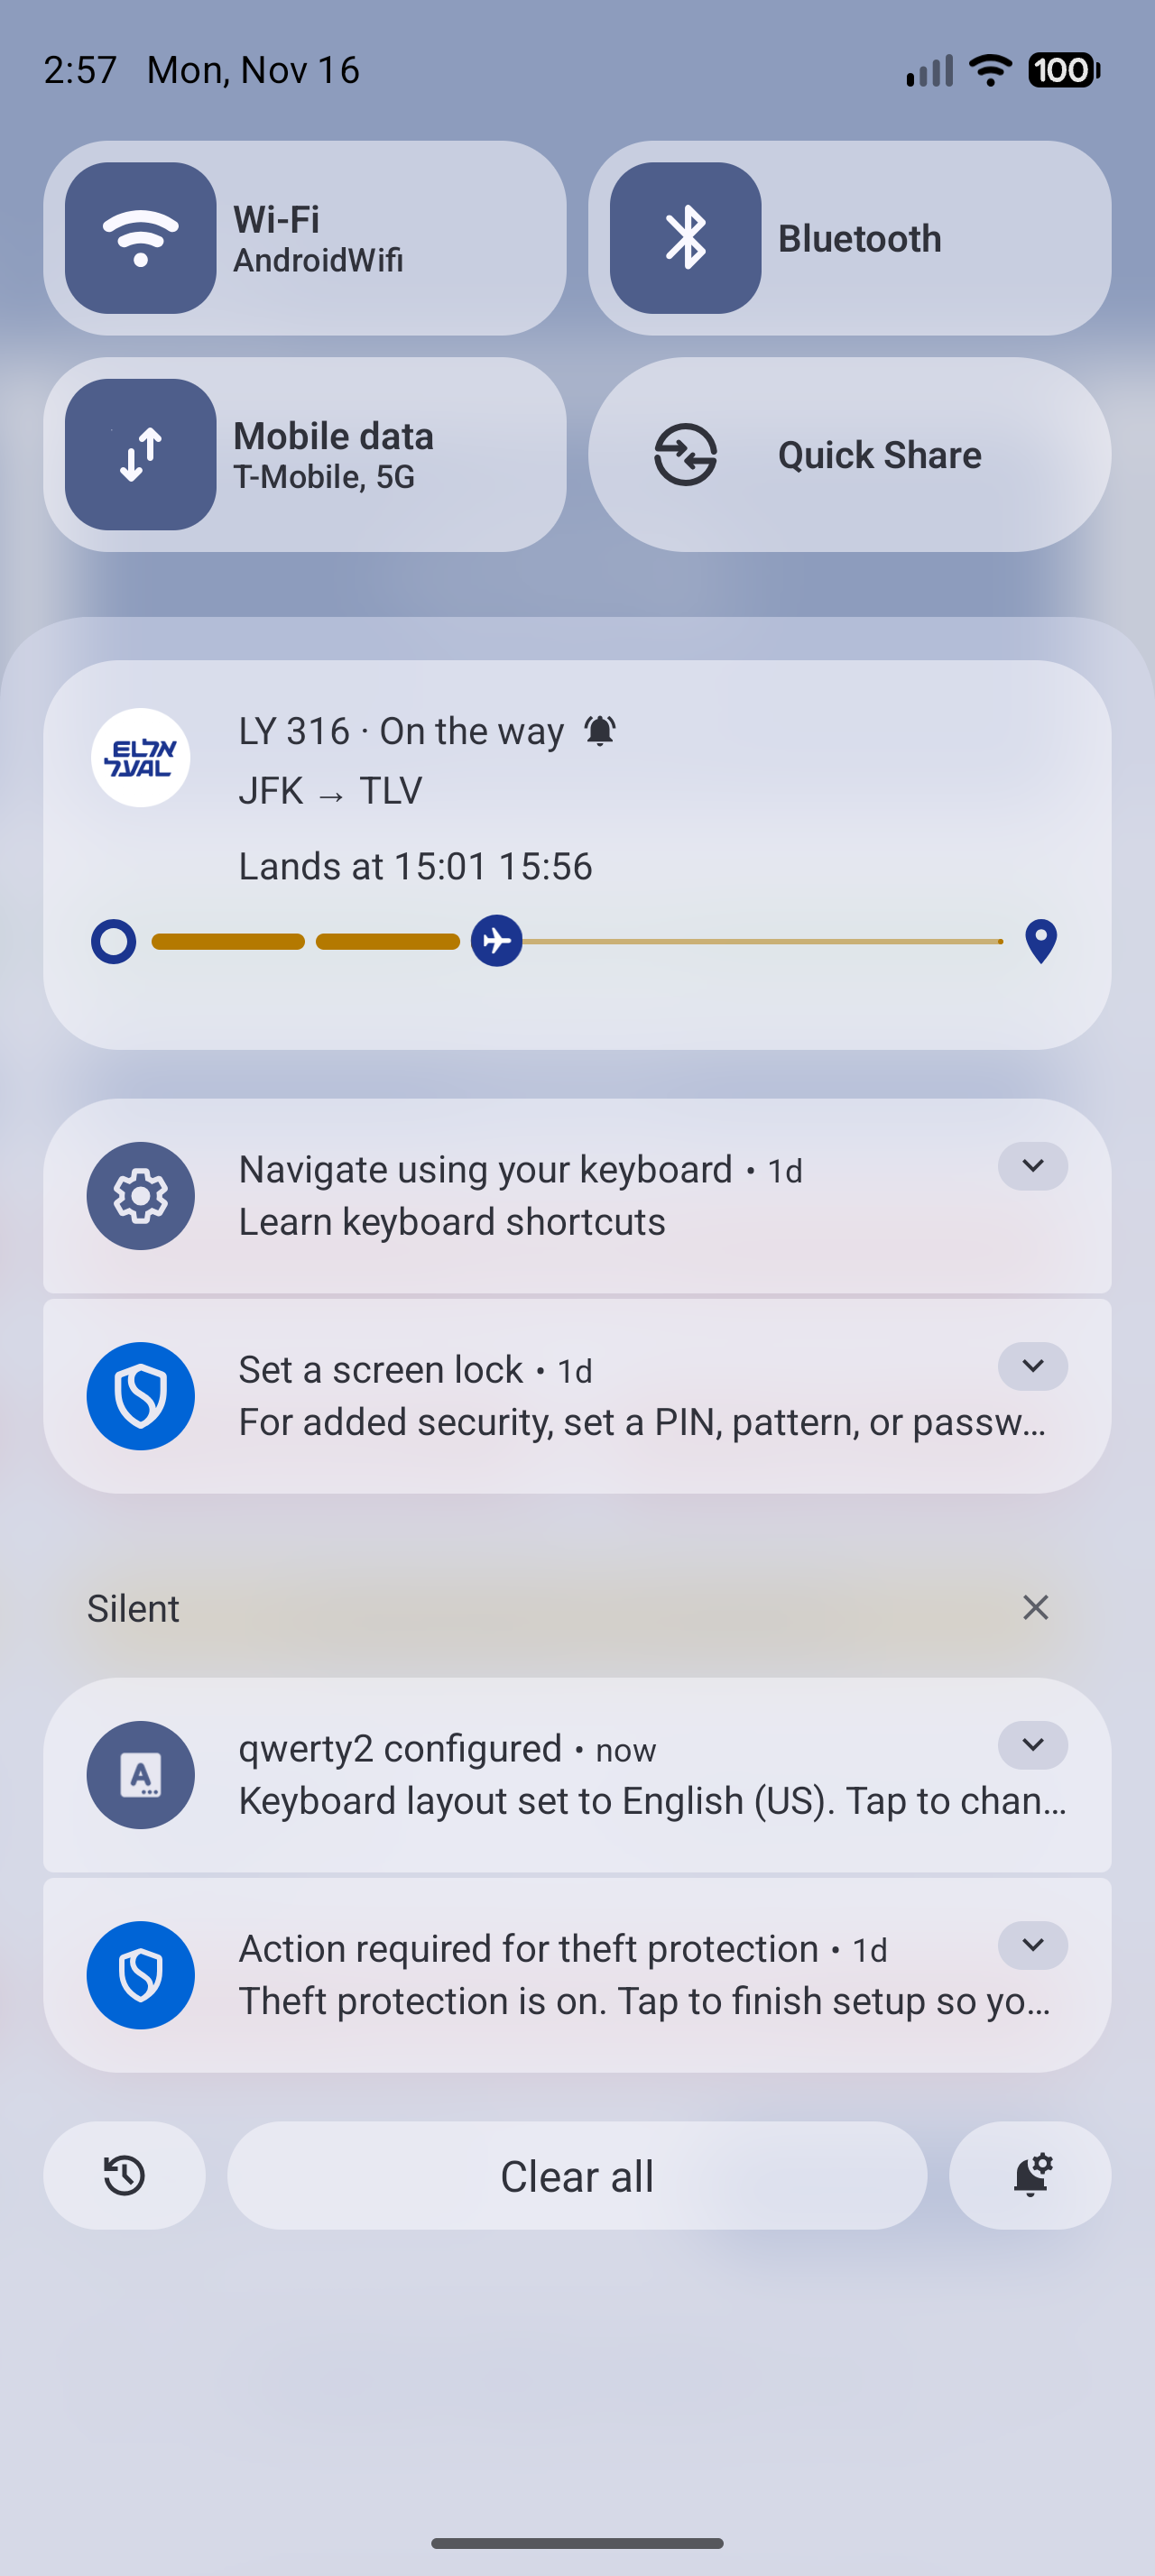 2:57 Mon, Nov 16
100
Wi-Fi
AndroidWifi
Bluetooth
Mobile data
T-Mobile, 5G
Quick Share
EL אל
על AL
LY 316 · On the way
JFK → TLV
Lands at 15:01 15:56
Navigate using your keyboard • 1d
Learn keyboard shortcuts
Set a screen lock • 1d
For added security, set a PIN, pattern, or passw…
Silent
A
qwerty2 configured • now
Keyboard layout set to English (US). Tap to chan…
Action required for theft protection • 1d
Theft protection is on. Tap to finish setup so yo…
Clear all